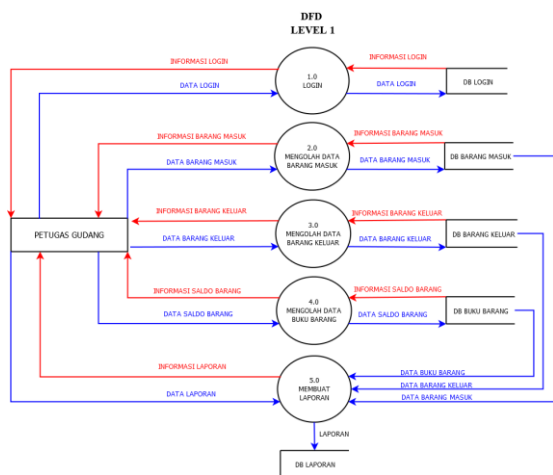 DFD
LEVEL 1
INFORMASI LOGIN
INFORMASI LOGIN
1.0
LOGIN
DATA LOGIN
DATA LOGIN
DB LOGIN
INFORMASI BARANG MASUK
INFORMASI BARANG MASUK
2.0
MENGOLAH DATA
BARANG MASUK
DATA BARANG MASUK
DATA BARANG MASUK
DB BARANG MASUK
INFORMASI BARANG KELUAR
INFORMASI BARANG KELUAR
PETUGAS GUDANG
3.0
MENGOLAH DATA
BARANG KELUAR
DATA BARANG KELUAR
DATA BARANG KELUAR
DB BARANG KELUAR
INFORMASI SALDO BARANG
INFORMASI SALDO BARANG
4.0
MENGOLAH DATA
BUKU BARANG
DATA SALDO BARANG
DATA SALDO BARANG
DB BUKU BARANG
INFORMASI LAPORAN
5.0
MEMBUAT
LAPORAN
DATA BUKU BARANG
DATA BARANG KELUAR
DATA BARANG MASUK
DATA LAPORAN
LAPORAN
DB LAPORAN